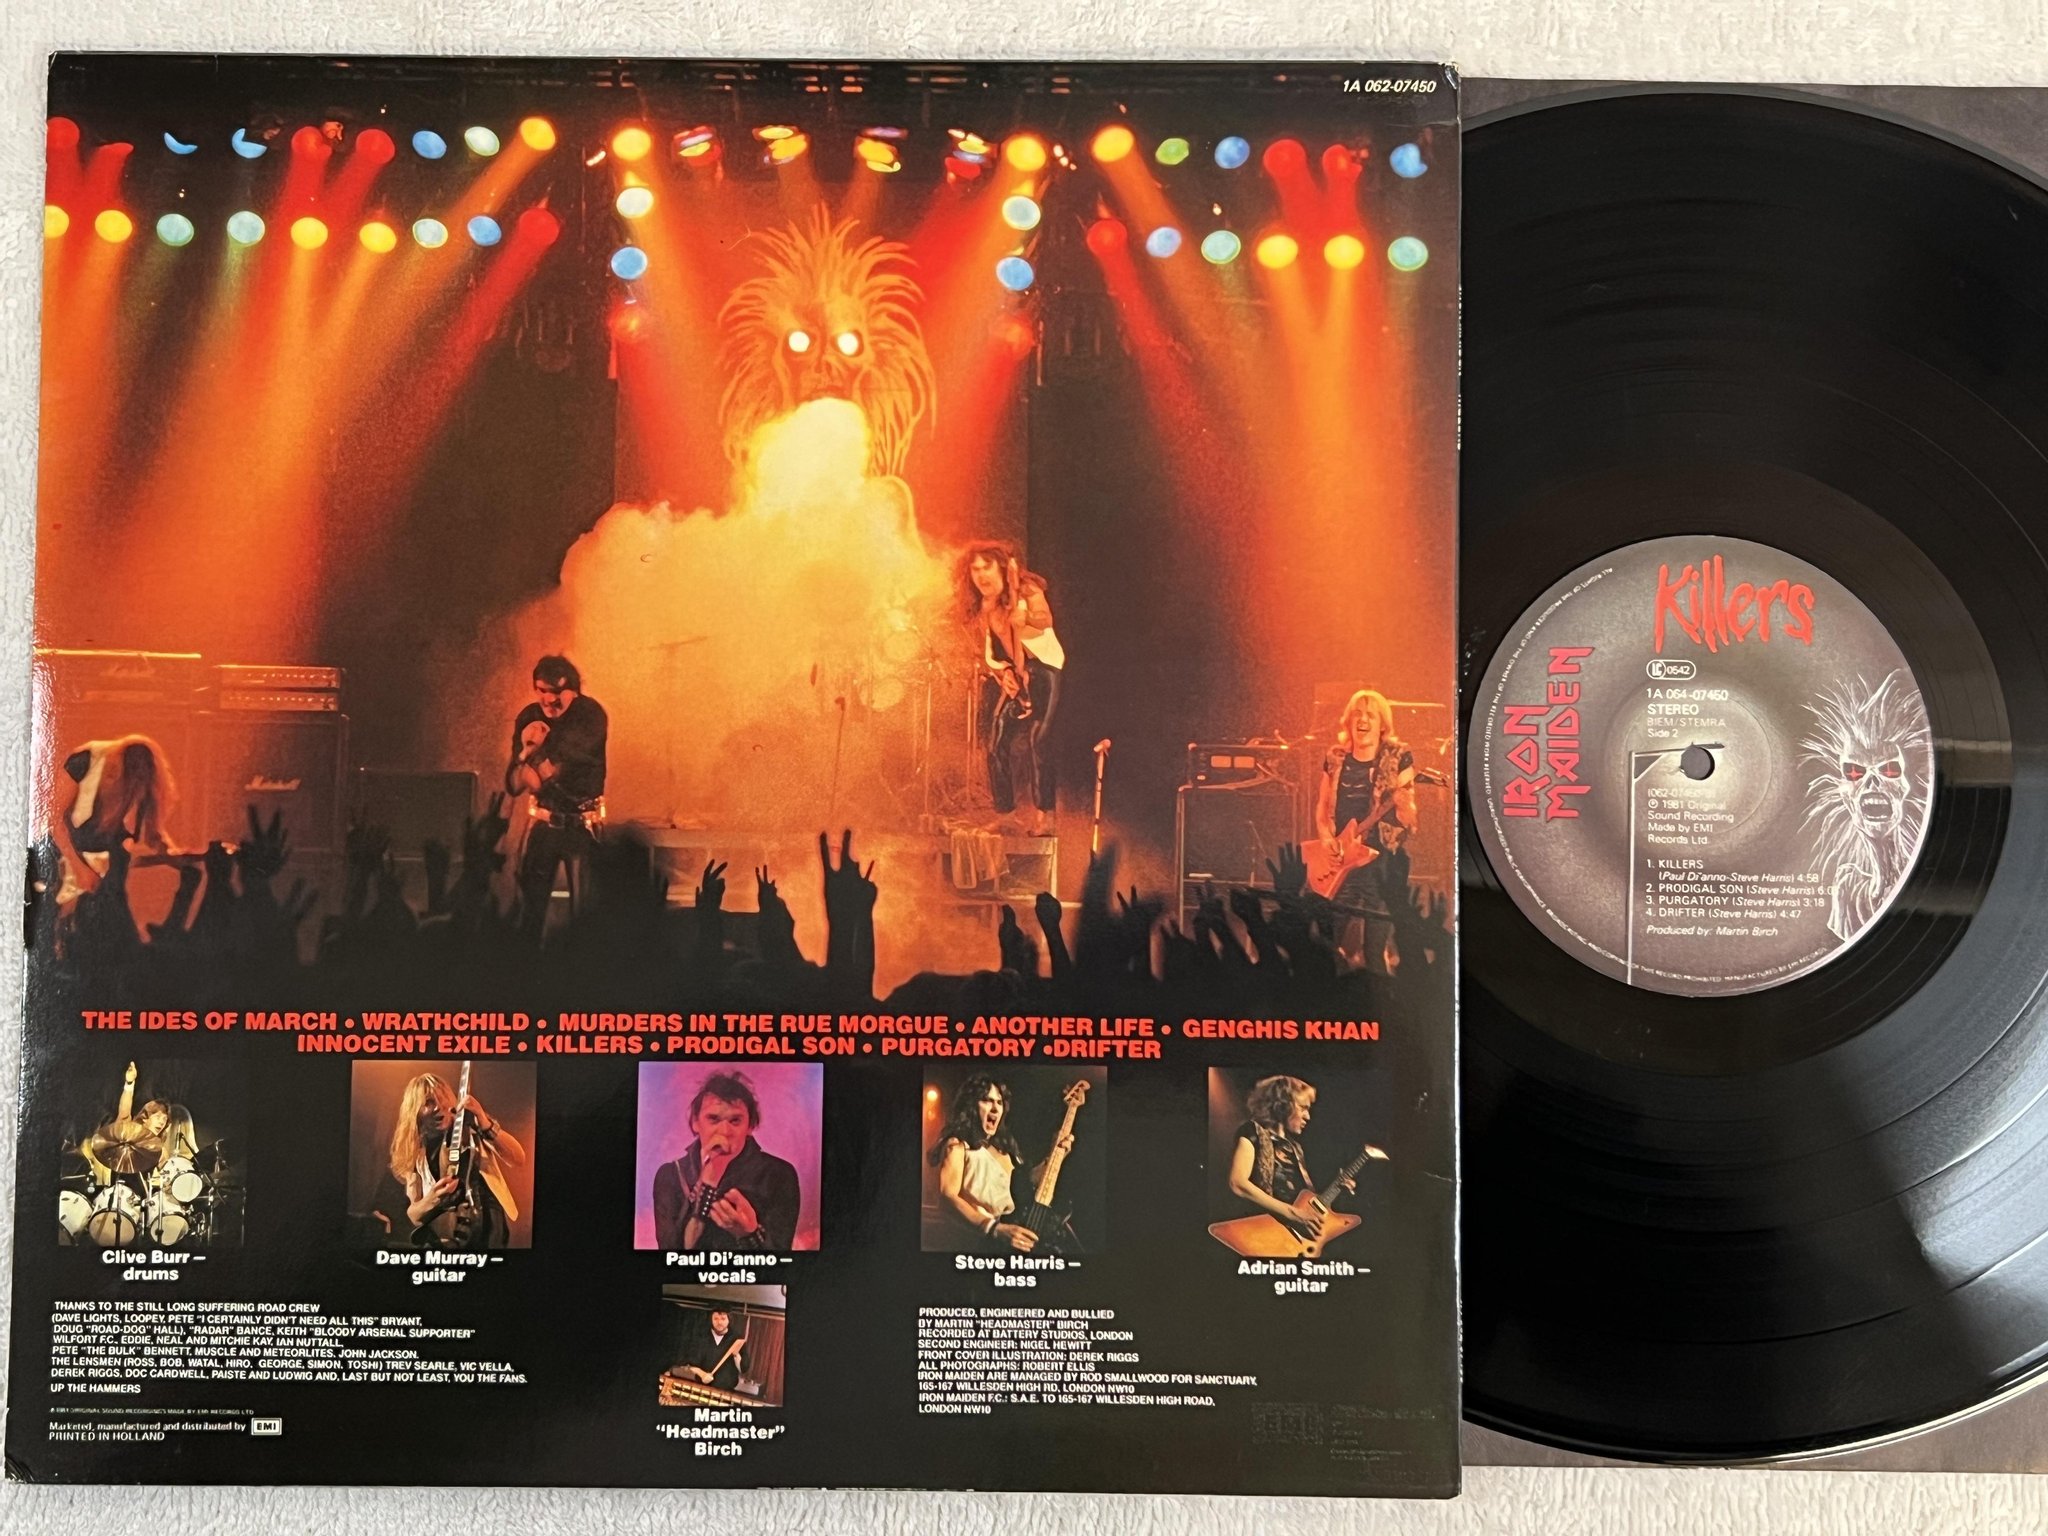 1A 062-07450
Marshall
THE IDES OF MARCH • WRATHCHILD • MURDERS IN THE RUE MORGUE • ANOTHER LIFE • GENGHIS KHAN
INNOCENT EXILE • KILLERS • PRODIGAL SON • PURGATORY •DRIFTER
Clive Burr –
drums
Dave Murray –
guitar
Paul Di'anno –
vocals
Steve Harris –
bass
Adrian Smith –
guitar
THANKS TO THE STILL LONG SUFFERING ROAD CREW
(DAVE LIGHTS, LOOPEY, PETE "I CERTAINLY DIDN'T NEED ALL THIS" BRYANT,
DOUG "ROAD-DOG" HALL), "RADAR" BANCE, KEITH "BLOODY ARSENAL SUPPORTER"
WILFORT F.C., EDDIE, NEAL AND MITCHIE KAY, IAN NUTTALL,
PETE "THE BULK" BENNETT, MUSCLE AND METEORLITES, JOHN JACKSON.
THE LENSMEN (ROSS, BOB, WATAL, HIRO, GEORGE, SIMON, TOSHI) TREV SEARLE, VIC VELLA,
DEREK RIGGS, DOC CARDWELL, PAISTE AND LUDWIG AND, LAST BUT NOT LEAST, YOU THE FANS.
UP THE HAMMERS
℗ 1981 ORIGINAL SOUND RECORDINGS MADE BY EMI RECORDS LTD
Marketed, manufactured and distributed by EMI
PRINTED IN HOLLAND
Martin
"Headmaster"
Birch
PRODUCED, ENGINEERED AND BULLIED
BY MARTIN "HEADMASTER" BIRCH
RECORDED AT BATTERY STUDIOS, LONDON
SECOND ENGINEER: NIGEL HEWITT
FRONT COVER ILLUSTRATION: DEREK RIGGS
ALL PHOTOGRAPHS: ROBERT ELLIS
IRON MAIDEN ARE MANAGED BY ROD SMALLWOOD FOR SANCTUARY,
165-167 WILLESDEN HIGH RD, LONDON NW10
IRON MAIDEN F.C.: S.A.E. TO 165-167 WILLESDEN HIGH ROAD,
LONDON NW10
Killers
IRON
MAIDEN
LC 0542
1A 064-07450
STEREO
BIEM/STEMRA
Side 2
℗ 1981 Original
Sound Recording
Made by EMI
Records Ltd
1. KILLERS
(Paul Di'anno-Steve Harris) 4:58
2. PRODIGAL SON (Steve Harris)
3. PURGATORY (Steve Harris) 3:18
4. DRIFTER (Steve Harris) 4:47
Produced by: Martin Birch